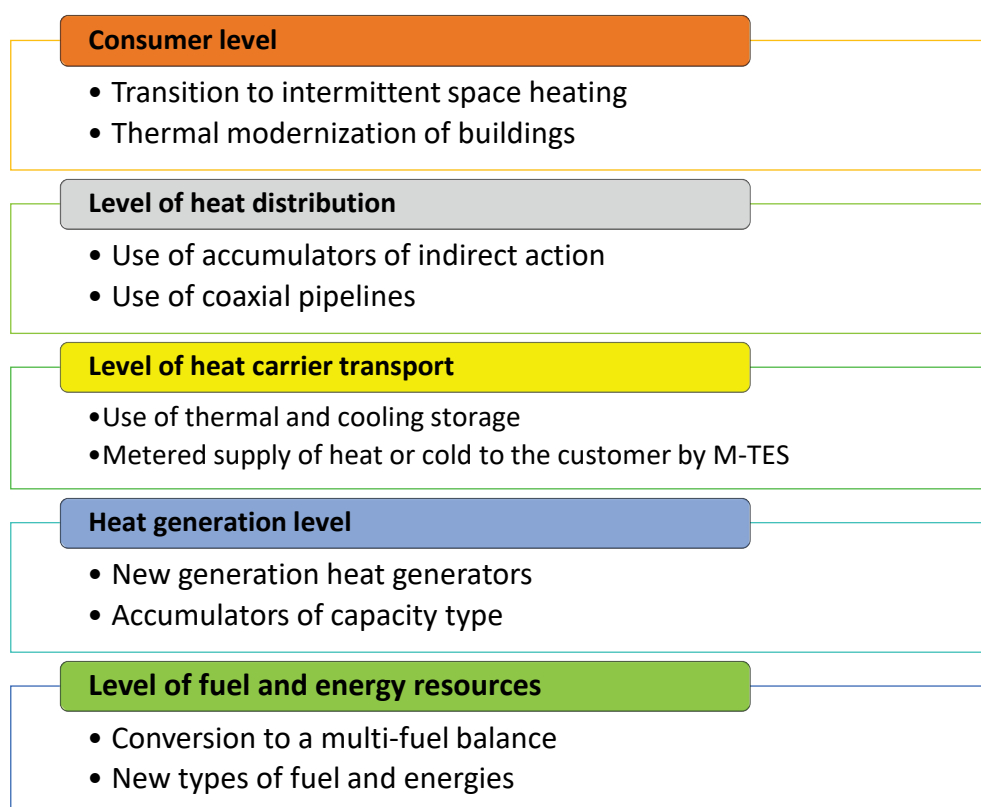 Consumer level
• Transition to intermittent space heating
• Thermal modernization of buildings
Level of heat distribution
• Use of accumulators of indirect action
• Use of coaxial pipelines
Level of heat carrier transport
•Use of thermal and cooling storage
•Metered supply of heat or cold to the customer by M-TES
Heat generation level
• New generation heat generators
• Accumulators of capacity type
Level of fuel and energy resources
• Conversion to a multi-fuel balance
• New types of fuel and energies